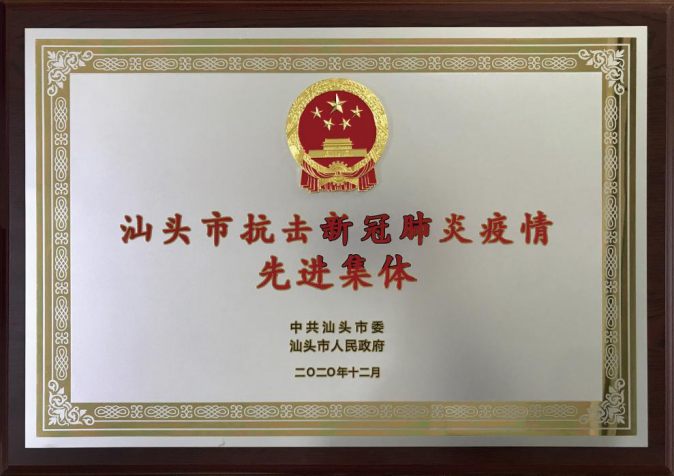 汕头市抗击新冠肺炎疫情
先进集体
中共汕头市委
汕头市人民政府
二〇二〇年十二月